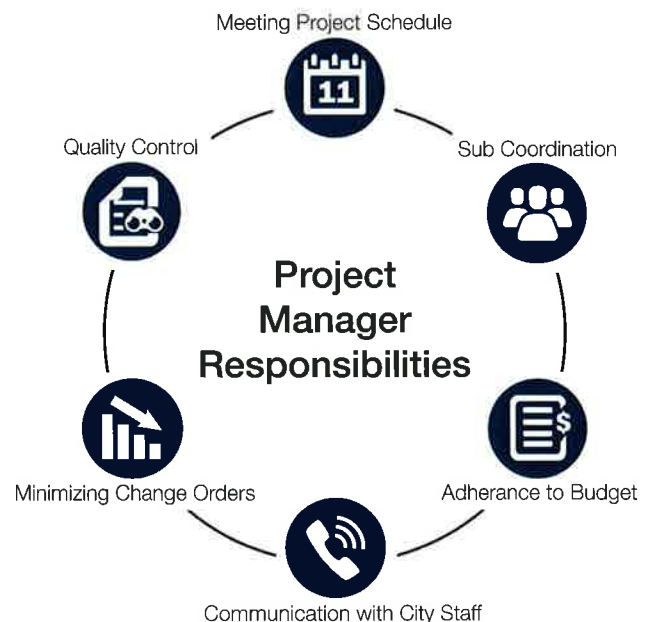 Meeting Project Schedule
11
Quality Control
Sub Coordination
Project
Manager
Responsibilities
$
Minimizing Change Orders
Adherance to Budget
Communication with City Staff